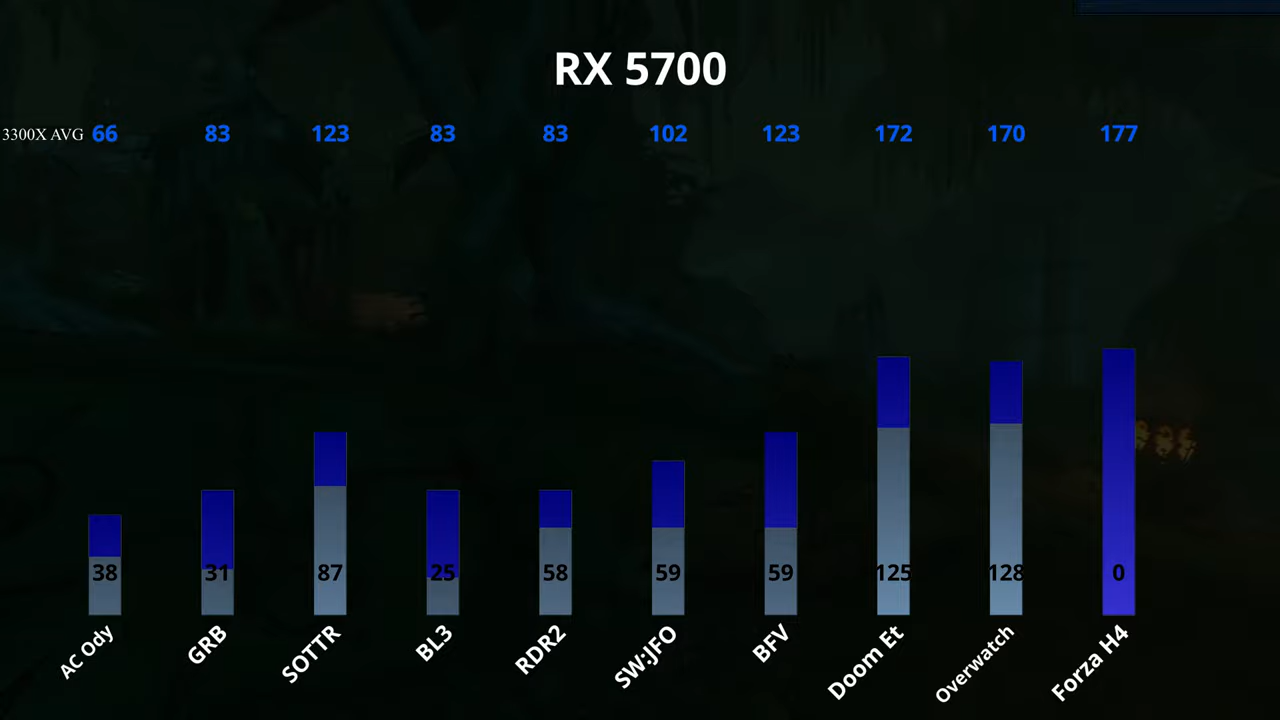 RX 5700
3300X AVG 66 83 123 83 83 102 123 172 170 177
38 31 87 25 58 59 59 125 128 0
AC Ody GRB SOTTR BL3 RDR2 SW:JFO BFV Doom Et Overwatch Forza H4